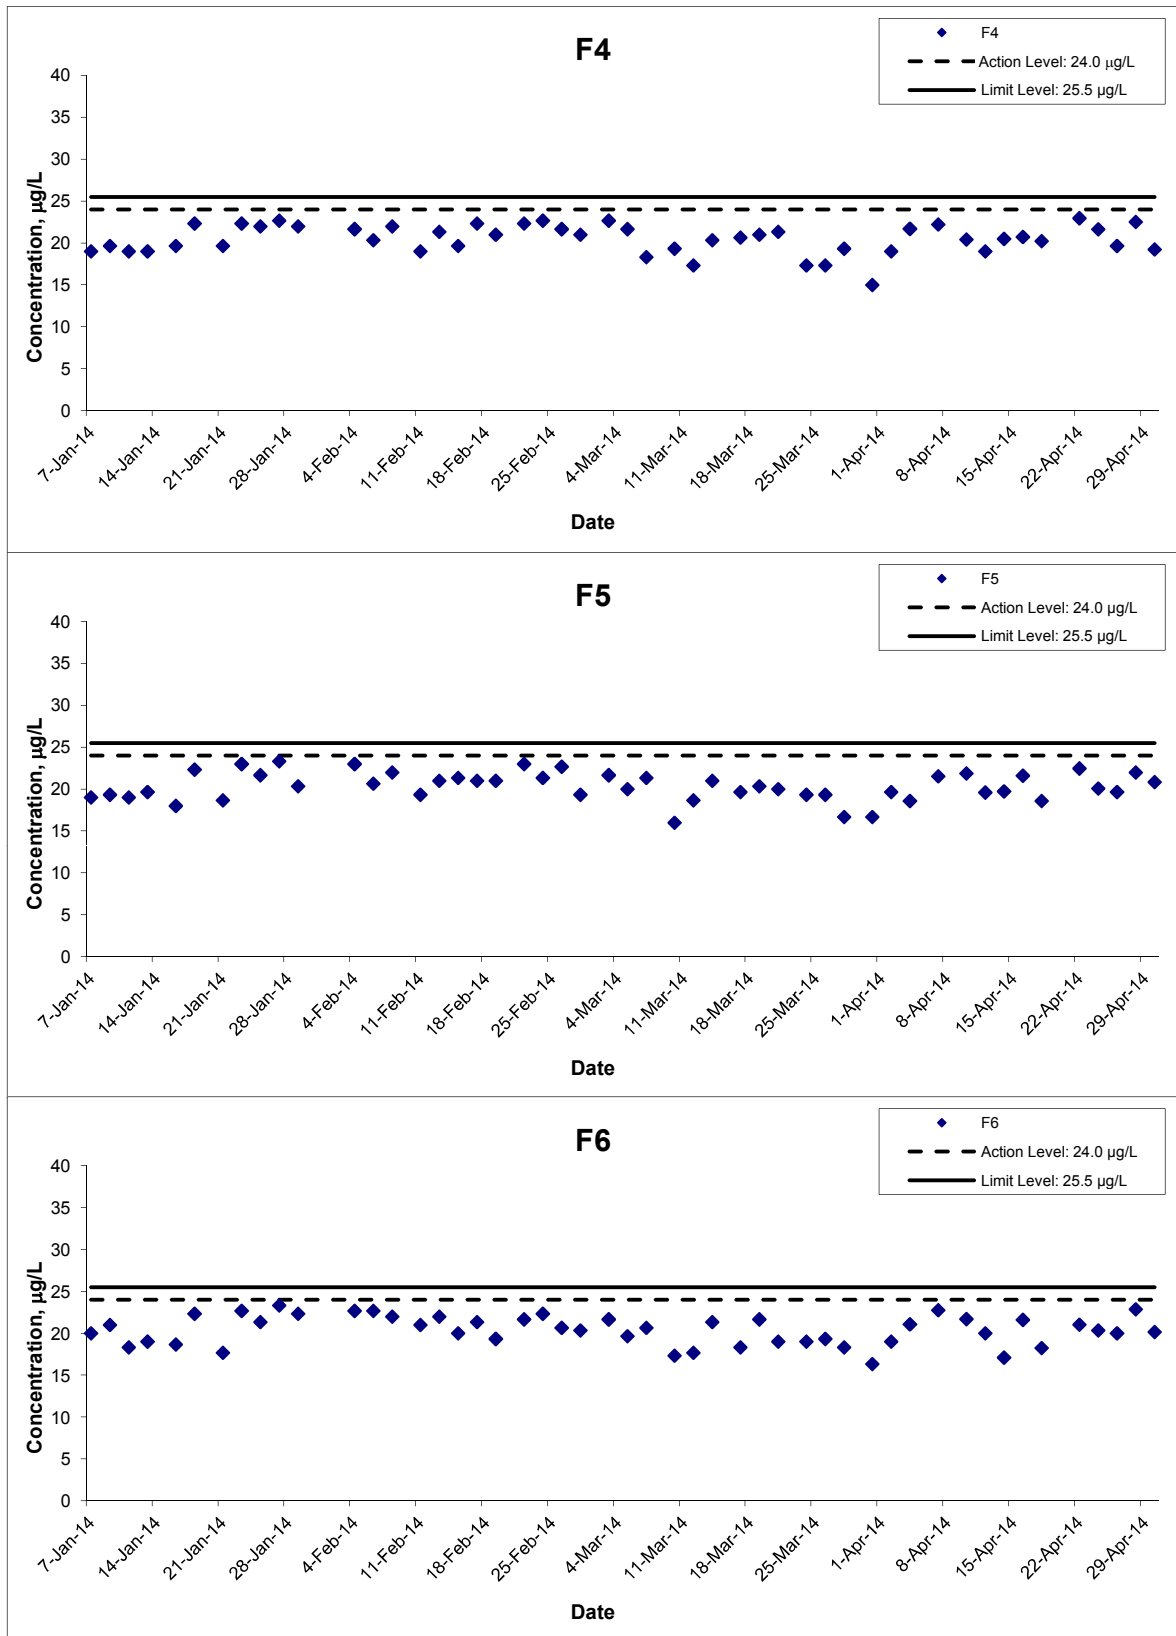 F4
F4
Action Level: 24.0 μg/L
Limit Level: 25.5 µg/L
Concentration, µg/L
40
35
30
25
20
15
10
5
0
7-Jan-14
14-Jan-14
21-Jan-14
28-Jan-14
4-Feb-14
11-Feb-14
18-Feb-14
25-Feb-14
4-Mar-14
11-Mar-14
18-Mar-14
25-Mar-14
1-Apr-14
8-Apr-14
15-Apr-14
22-Apr-14
29-Apr-14
Date
F5
F5
Action Level: 24.0 µg/L
Limit Level: 25.5 µg/L
Concentration, µg/L
40
35
30
25
20
15
10
5
0
7-Jan-14
14-Jan-14
21-Jan-14
28-Jan-14
4-Feb-14
11-Feb-14
18-Feb-14
25-Feb-14
4-Mar-14
11-Mar-14
18-Mar-14
25-Mar-14
1-Apr-14
8-Apr-14
15-Apr-14
22-Apr-14
29-Apr-14
Date
F6
F6
Action Level: 24.0 µg/L
Limit Level: 25.5 µg/L
Concentration, µg/L
40
35
30
25
20
15
10
5
0
7-Jan-14
14-Jan-14
21-Jan-14
28-Jan-14
4-Feb-14
11-Feb-14
18-Feb-14
25-Feb-14
4-Mar-14
11-Mar-14
18-Mar-14
25-Mar-14
1-Apr-14
8-Apr-14
15-Apr-14
22-Apr-14
29-Apr-14
Date